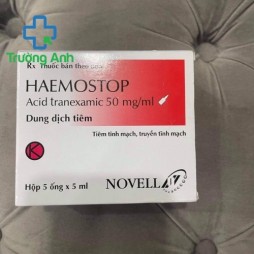 Trường Anh
Rx Thuốc bán theo đơn
HAEMOSTOP
Acid tranexamic 50 mg/ml
Dung dịch tiêm
Tiêm tĩnh mạch, truyền tĩnh mạch
Hộp 5 ống x 5 ml
NOVELL